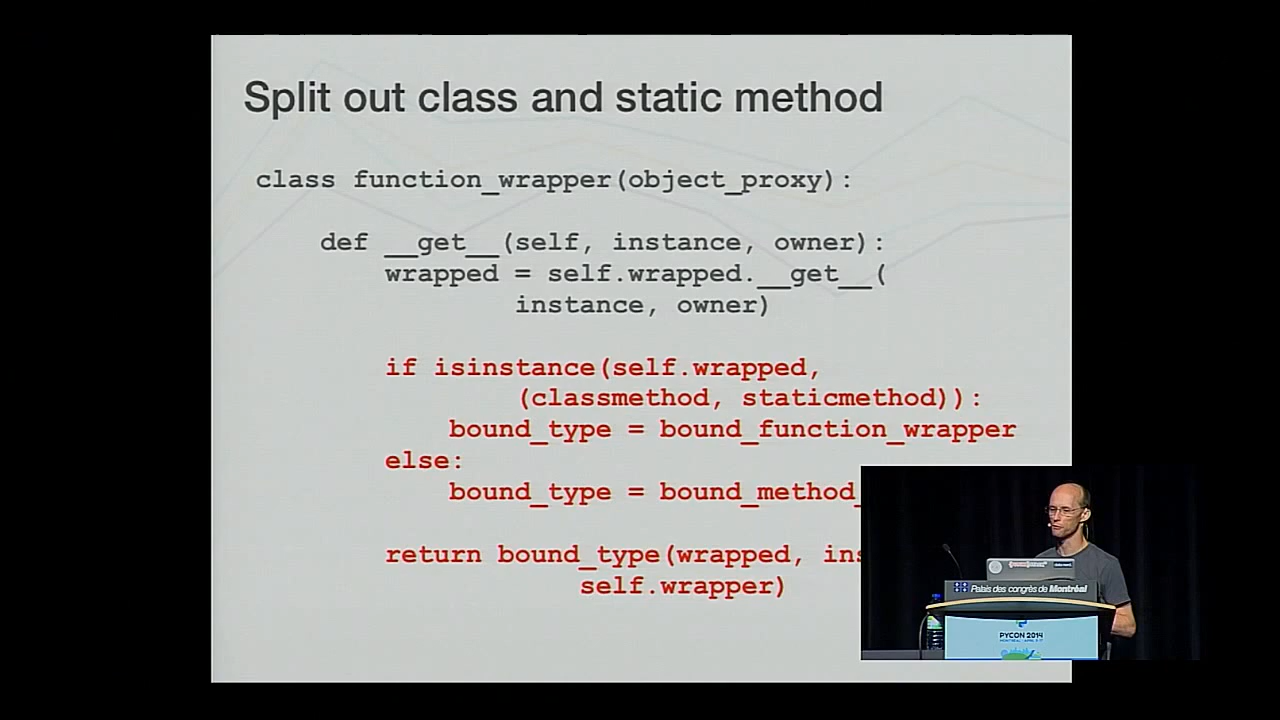 Split out class and static method
class function_wrapper(object_proxy):
def __get__(self, instance, owner):
wrapped = self.wrapped.__get__(
instance, owner)
if isinstance(self.wrapped,
(classmethod, staticmethod)):
bound_type = bound_function_wrapper
else:
bound_type = bound_method_
return bound_type(wrapped, ins
self.wrapper)
Palais des congrès de Montréal
PYCON 2014